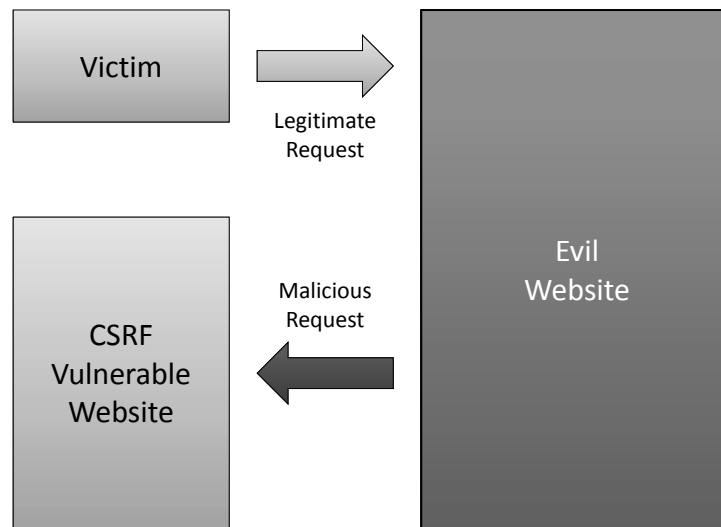 Victim
Legitimate
Request
Evil
Website
Malicious
Request
CSRF
Vulnerable
Website